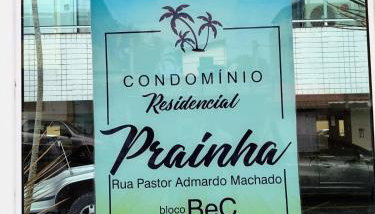 CONDOMÍNIO
Residencial
Prainha
Rua Pastor Admardo Machado
bloco BeC